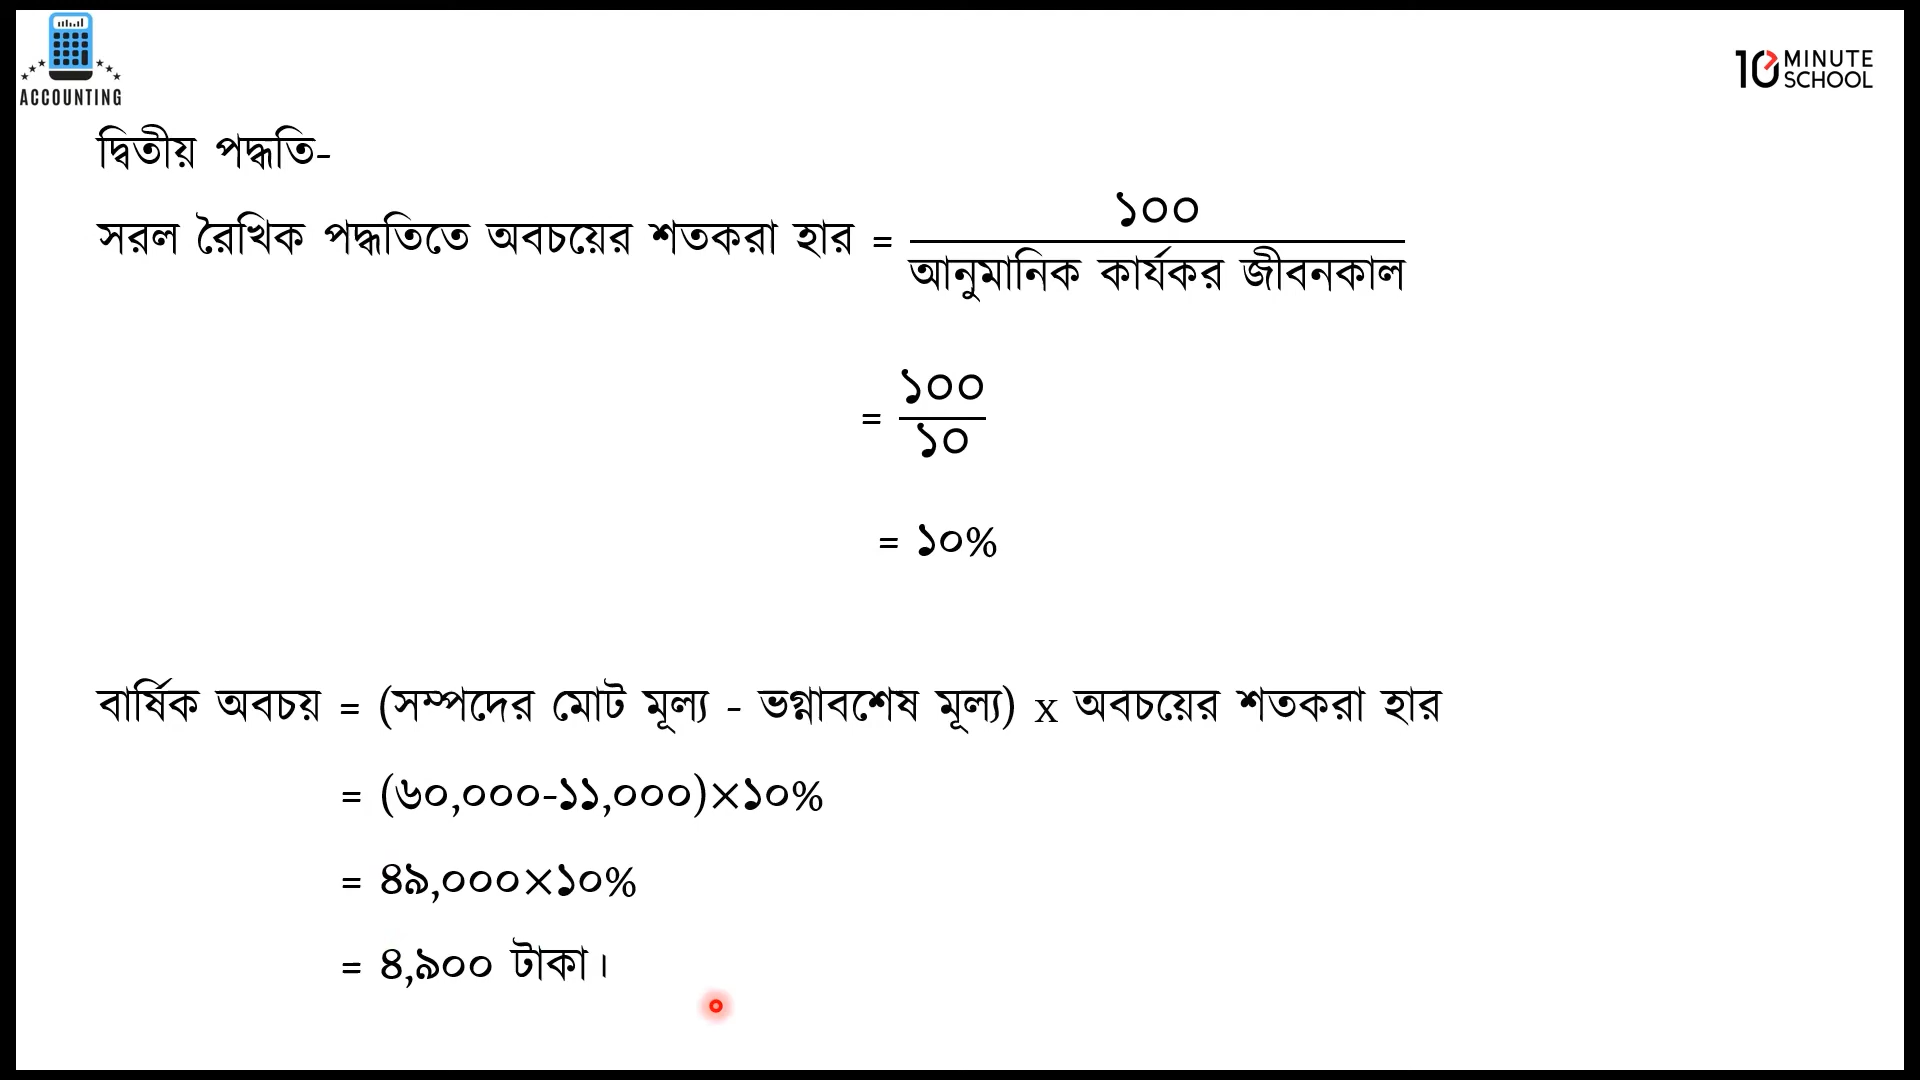 ACCOUNTING
10 MINUTE SCHOOL
দ্বিতীয় পদ্ধতি-
সরল রৈখিক পদ্ধতিতে অবচয়ের শতকরা হার = ১০০ / আনুমানিক কার্যকর জীবনকাল
= ১০০ / ১০
= ১০%
বার্ষিক অবচয় = (সম্পদের মোট মূল্য - ভগ্নাবশেষ মূল্য) x অবচয়ের শতকরা হার
= (৬০,০০০-১১,০০০)×১০%
= ৪৯,০০০×১০%
= ৪,৯০০ টাকা।